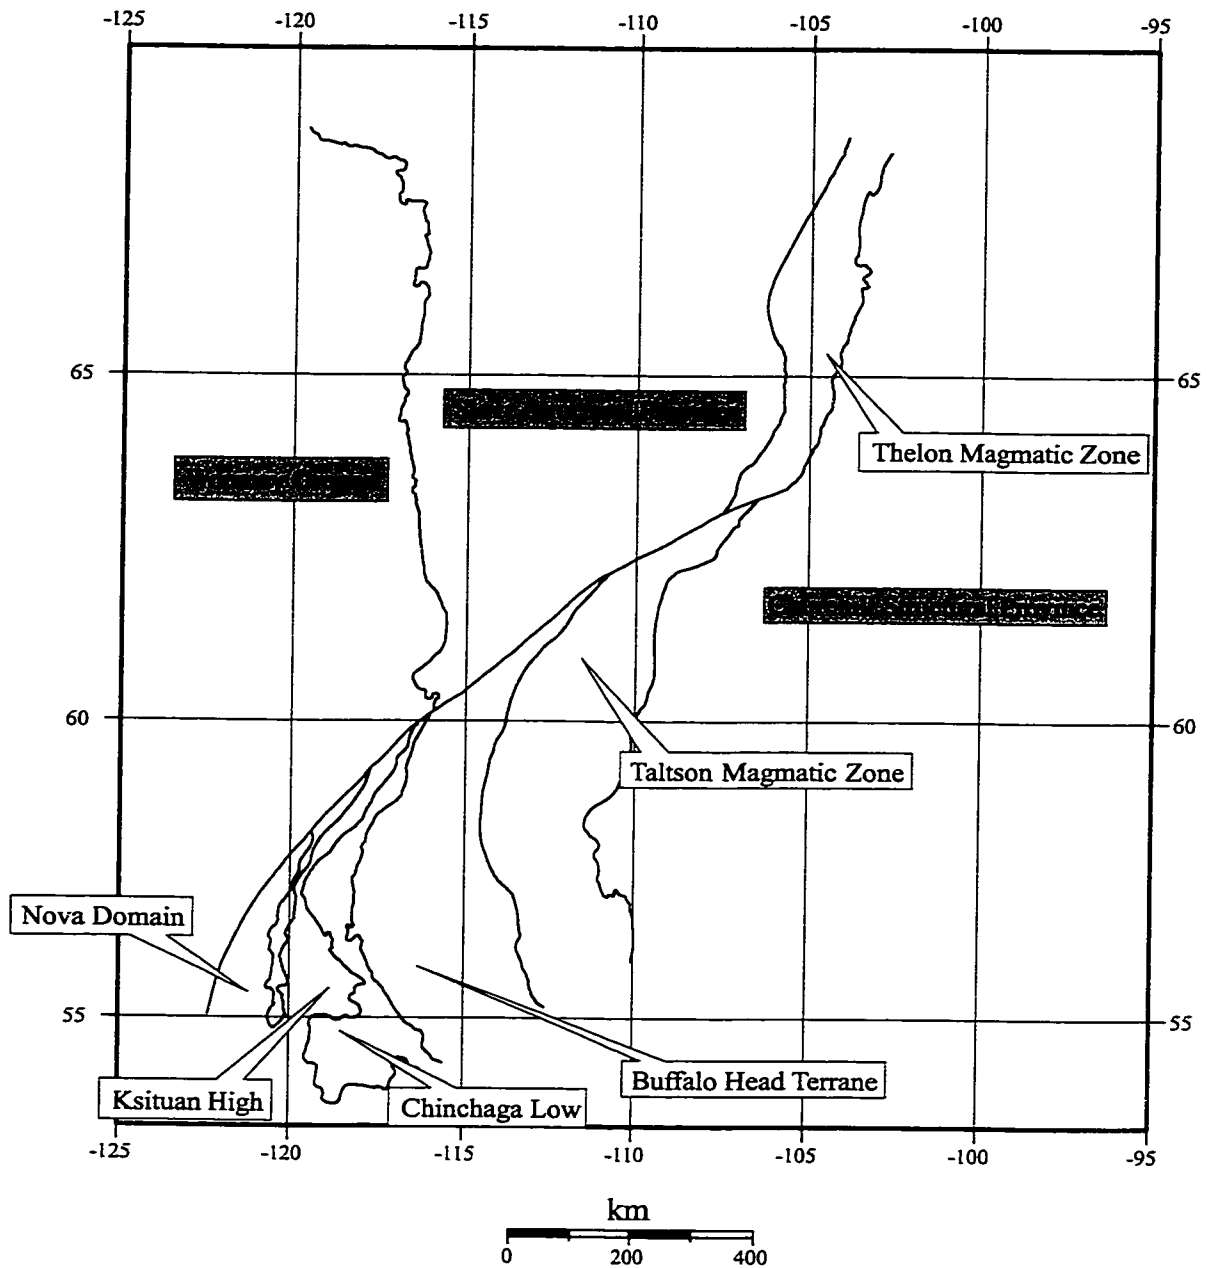 -125 -120 -115 -110 -105 -100 -95
65 65
Thelon Magmatic Zone
60 60
Taltson Magmatic Zone
Nova Domain
55 55
Buffalo Head Terrane
Ksituan High
Chinchaga Low
-125 -120 -115 -110 -105 -100 -95
km
0 200 400